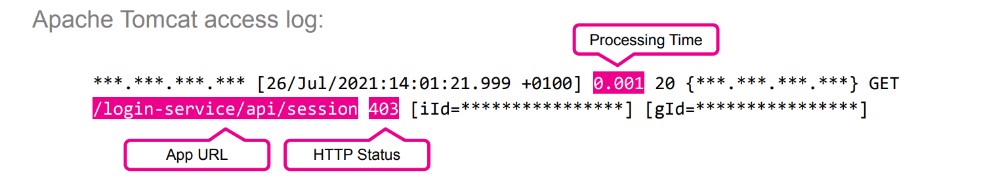 Apache Tomcat access log:
Processing Time
***.***.***.*** [26/Jul/2021:14:01:21.999 +0100] 0.001 20 {***.***.***.***} GET
/login-service/api/session 403 [iId=****************] [gId=****************]
App URL
HTTP Status